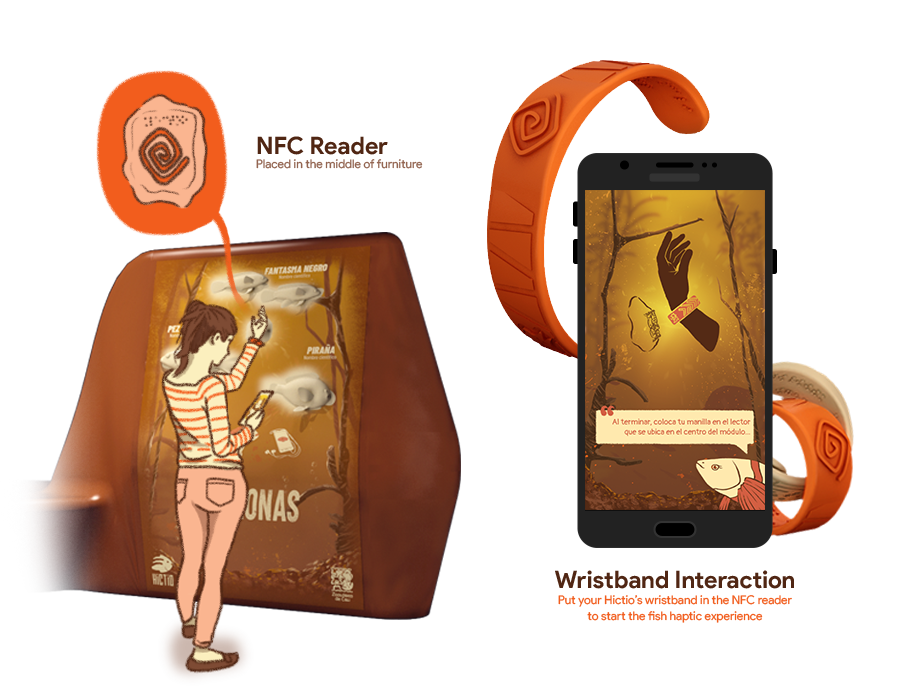 NFC Reader
Placed in the middle of furniture
FANTASMA NEGRO
PIRAÑA
ONAS
HICTIO
Al terminar, coloca tu manilla en el lector
que se ubica en el centro del módulo...
Wristband Interaction
Put your Hictio's wristband in the NFC reader
to start the fish haptic experience